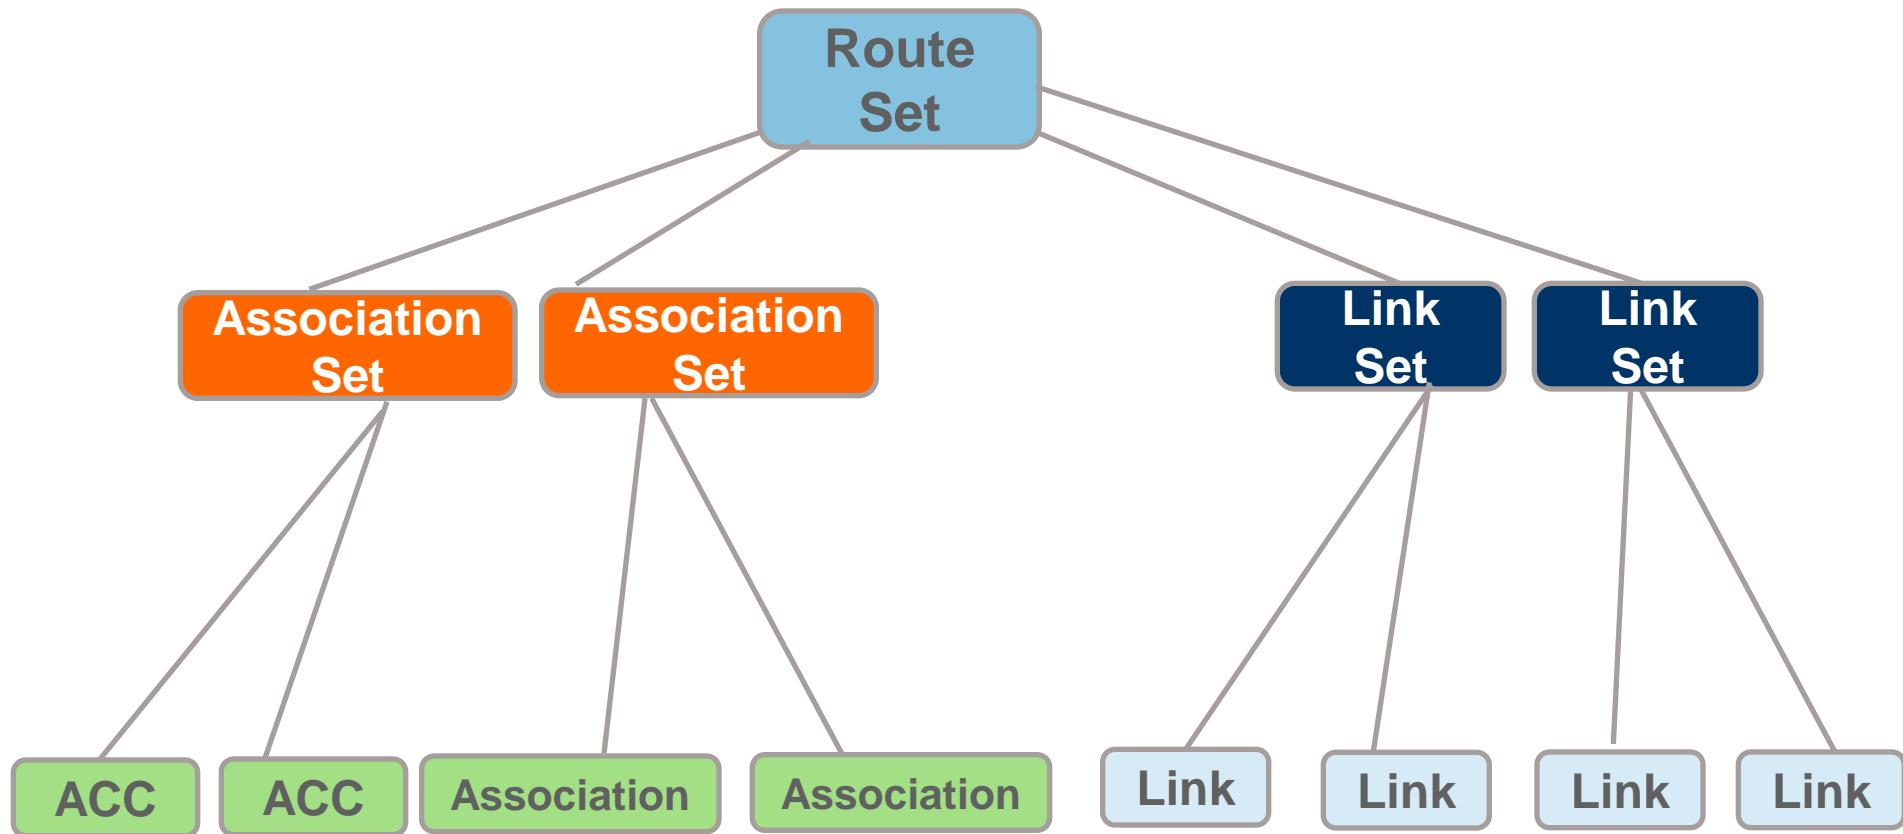 Route
Set
Association
Set
Association
Set
Link
Set
Link
Set
ACC
ACC
Association
Association
Link
Link
Link
Link